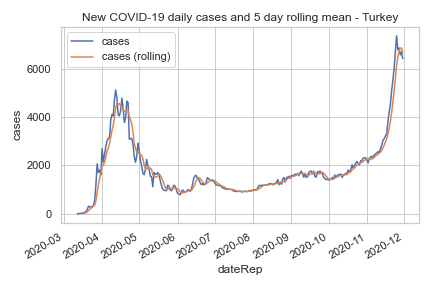 New COVID-19 daily cases and 5 day rolling mean - Turkey
cases
cases (rolling)
6000
4000
2000
0
cases
2020-03
2020-04
2020-05
2020-06
2020-07
2020-08
2020-09
2020-10
2020-11
2020-12
dateRep